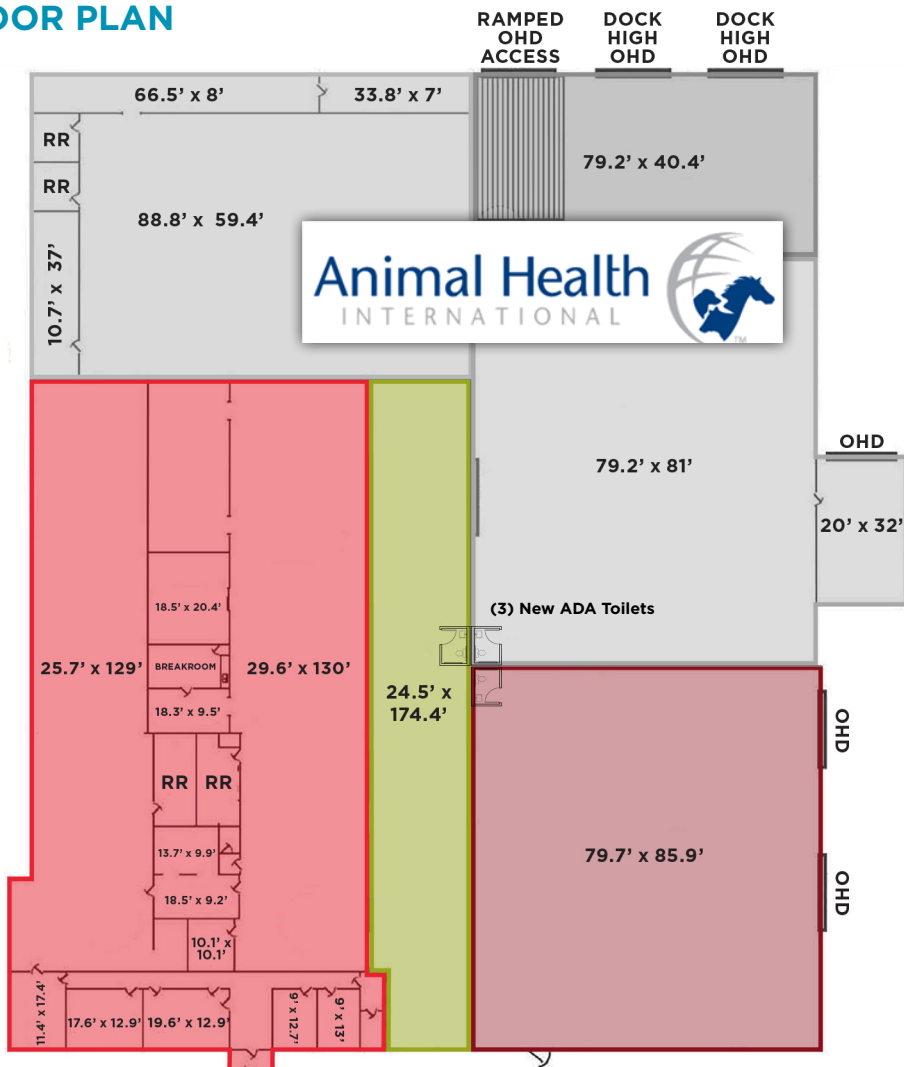 OOR PLAN
RAMPED
OHD
ACCESS
DOCK
HIGH
OHD
DOCK
HIGH
OHD
66.5’ x 8’
33.8’ x 7’
RR
RR
79.2’ x 40.4’
88.8’ x 59.4’
10.7’ x 37’
Animal Health
INTERNATIONAL
TM
OHD
79.2’ x 81’
20’ x 32’
18.5’ x 20.4’
(3) New ADA Toilets
25.7’ x 129’
BREAKROOM
29.6’ x 130’
24.5’ x
174.4’
18.3’ x 9.5’
OHD
RR
RR
13.7’ x 9.9’
79.7’ x 85.9’
OHD
18.5’ x 9.2’
10.1’ x
10.1’
11.4’ x 17.4’
17.6’ x 12.9’
19.6’ x 12.9’
9’ x 12.7’
9’ x 13’